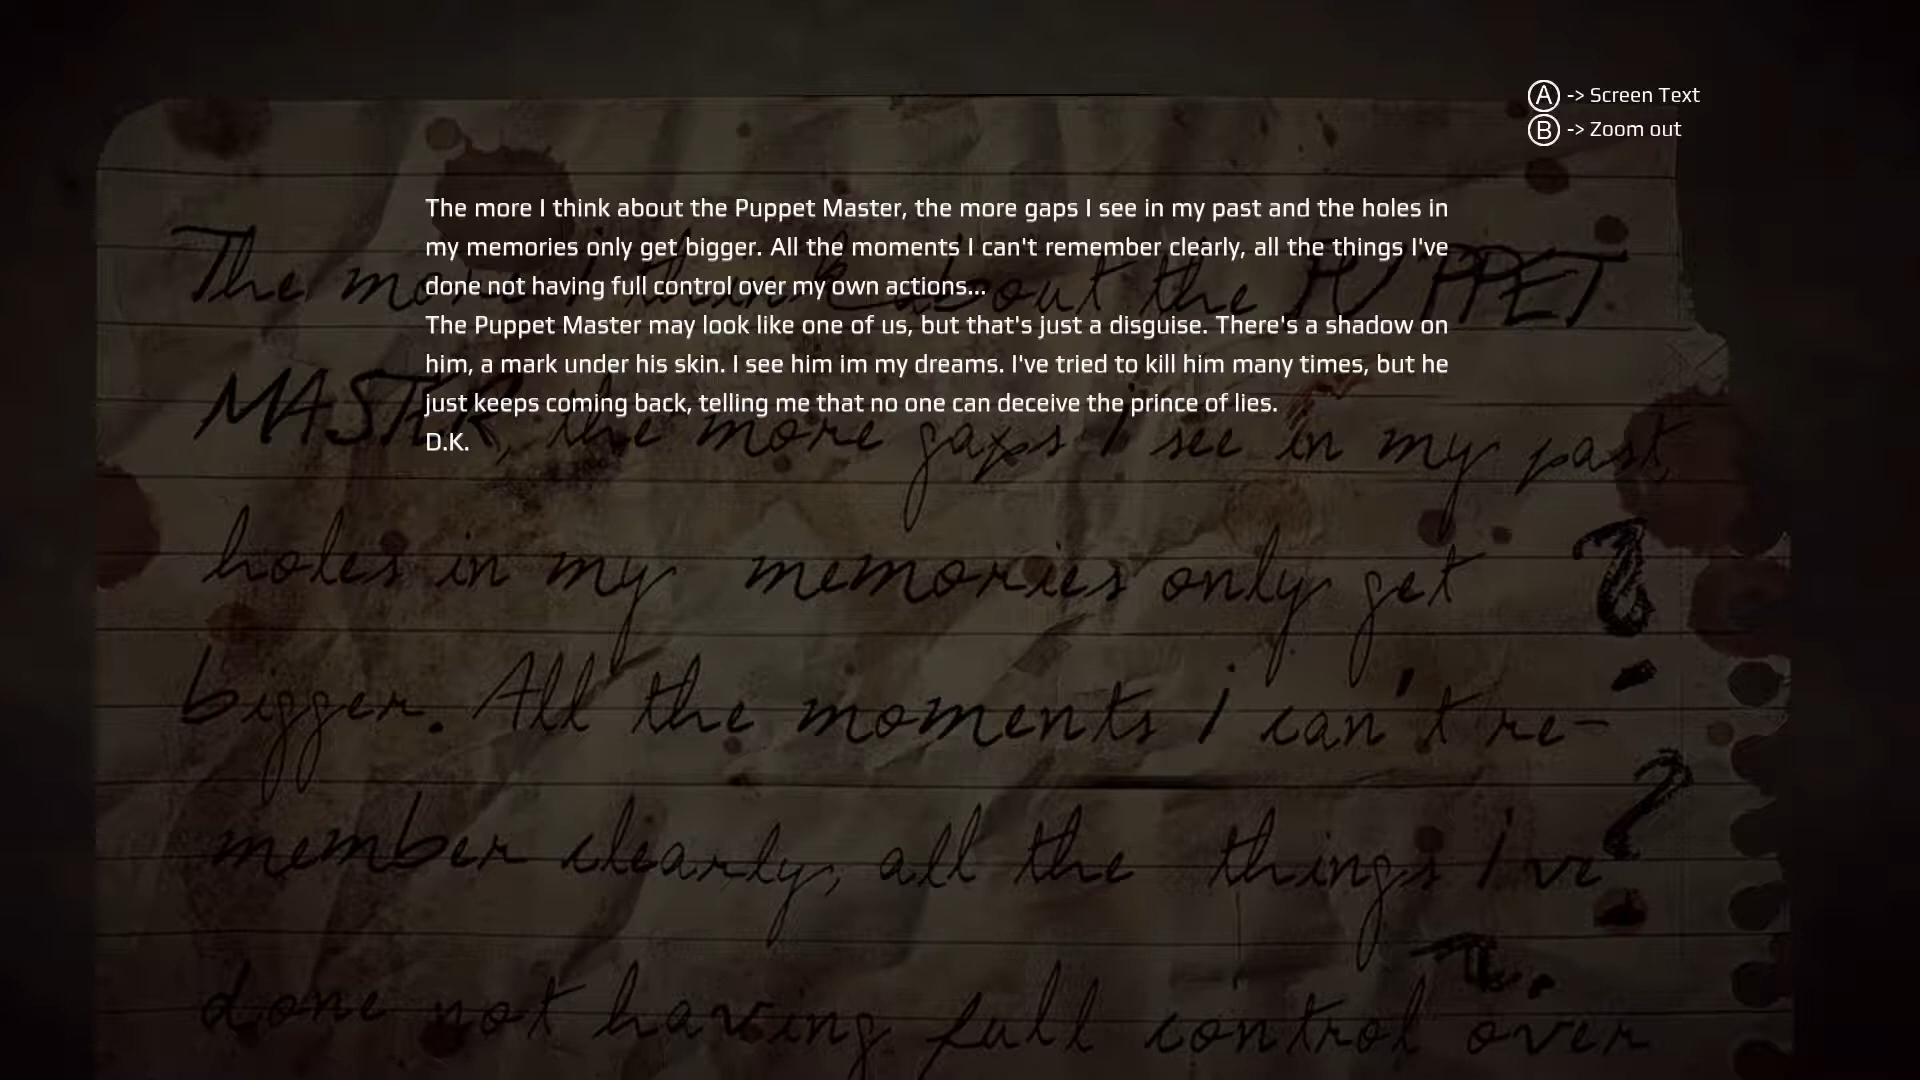 A -> Screen Text
B -> Zoom out
The more I think about the Puppet Master, the more gaps I see in my past and the holes in
my memories only get bigger. All the moments I can't remember clearly, all the things I've
done not having full control over my own actions...
The Puppet Master may look like one of us, but that's just a disguise. There's a shadow on
him, a mark under his skin. I see him im my dreams. I've tried to kill him many times, but he
just keeps coming back, telling me that no one can deceive the prince of lies.
D.K.
The more I think about the PUPPET
MASTER, the more gaps I see in my past,
holes in my memories only get ?
bigger. All the moments I can't re-
member clearly, all the things I've ?
done not having full control over